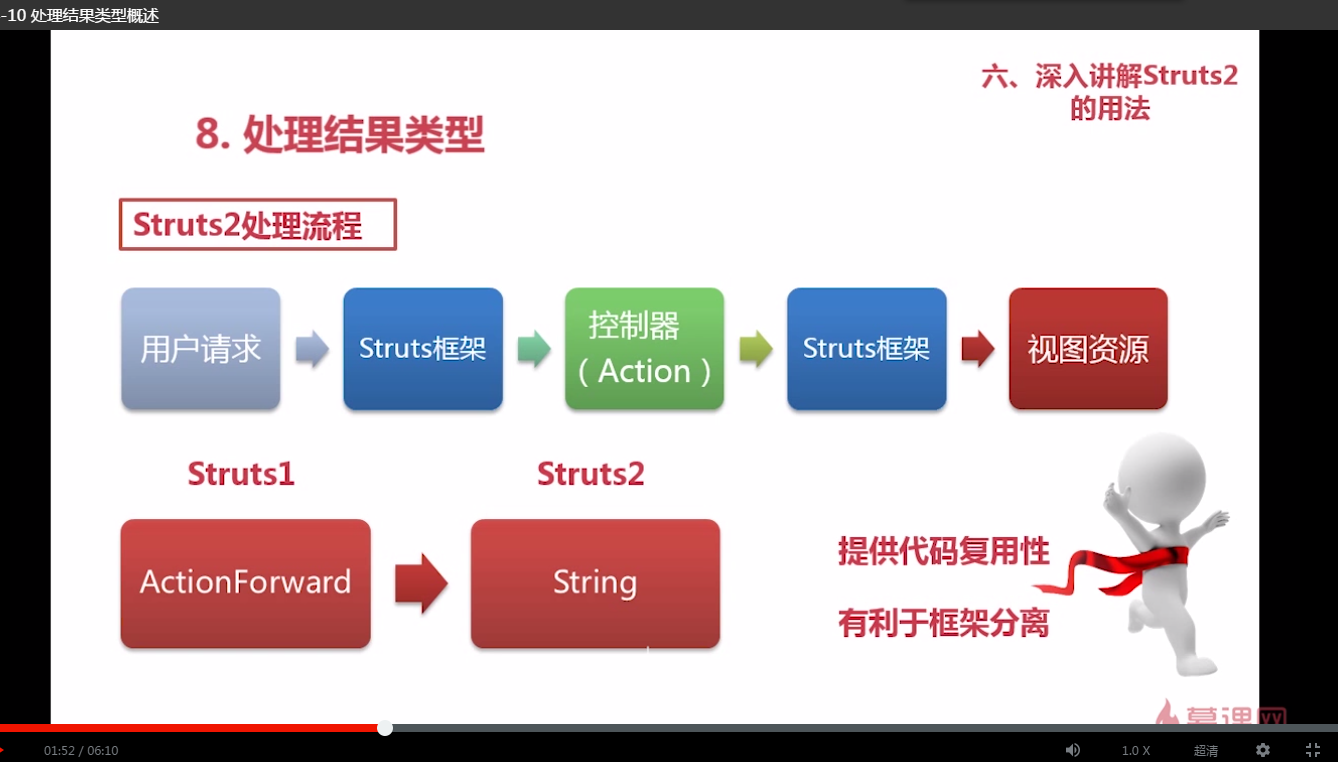 -10 处理结果类型概述
六、深入讲解Struts2
的用法
8. 处理结果类型
Struts2处理流程
用户请求
Struts框架
控制器
（Action）
Struts框架
视图资源
Struts1
Struts2
ActionForward
String
提供代码复用性
有利于框架分离
慕课网
01:52 / 06:10
1.0 X
超清